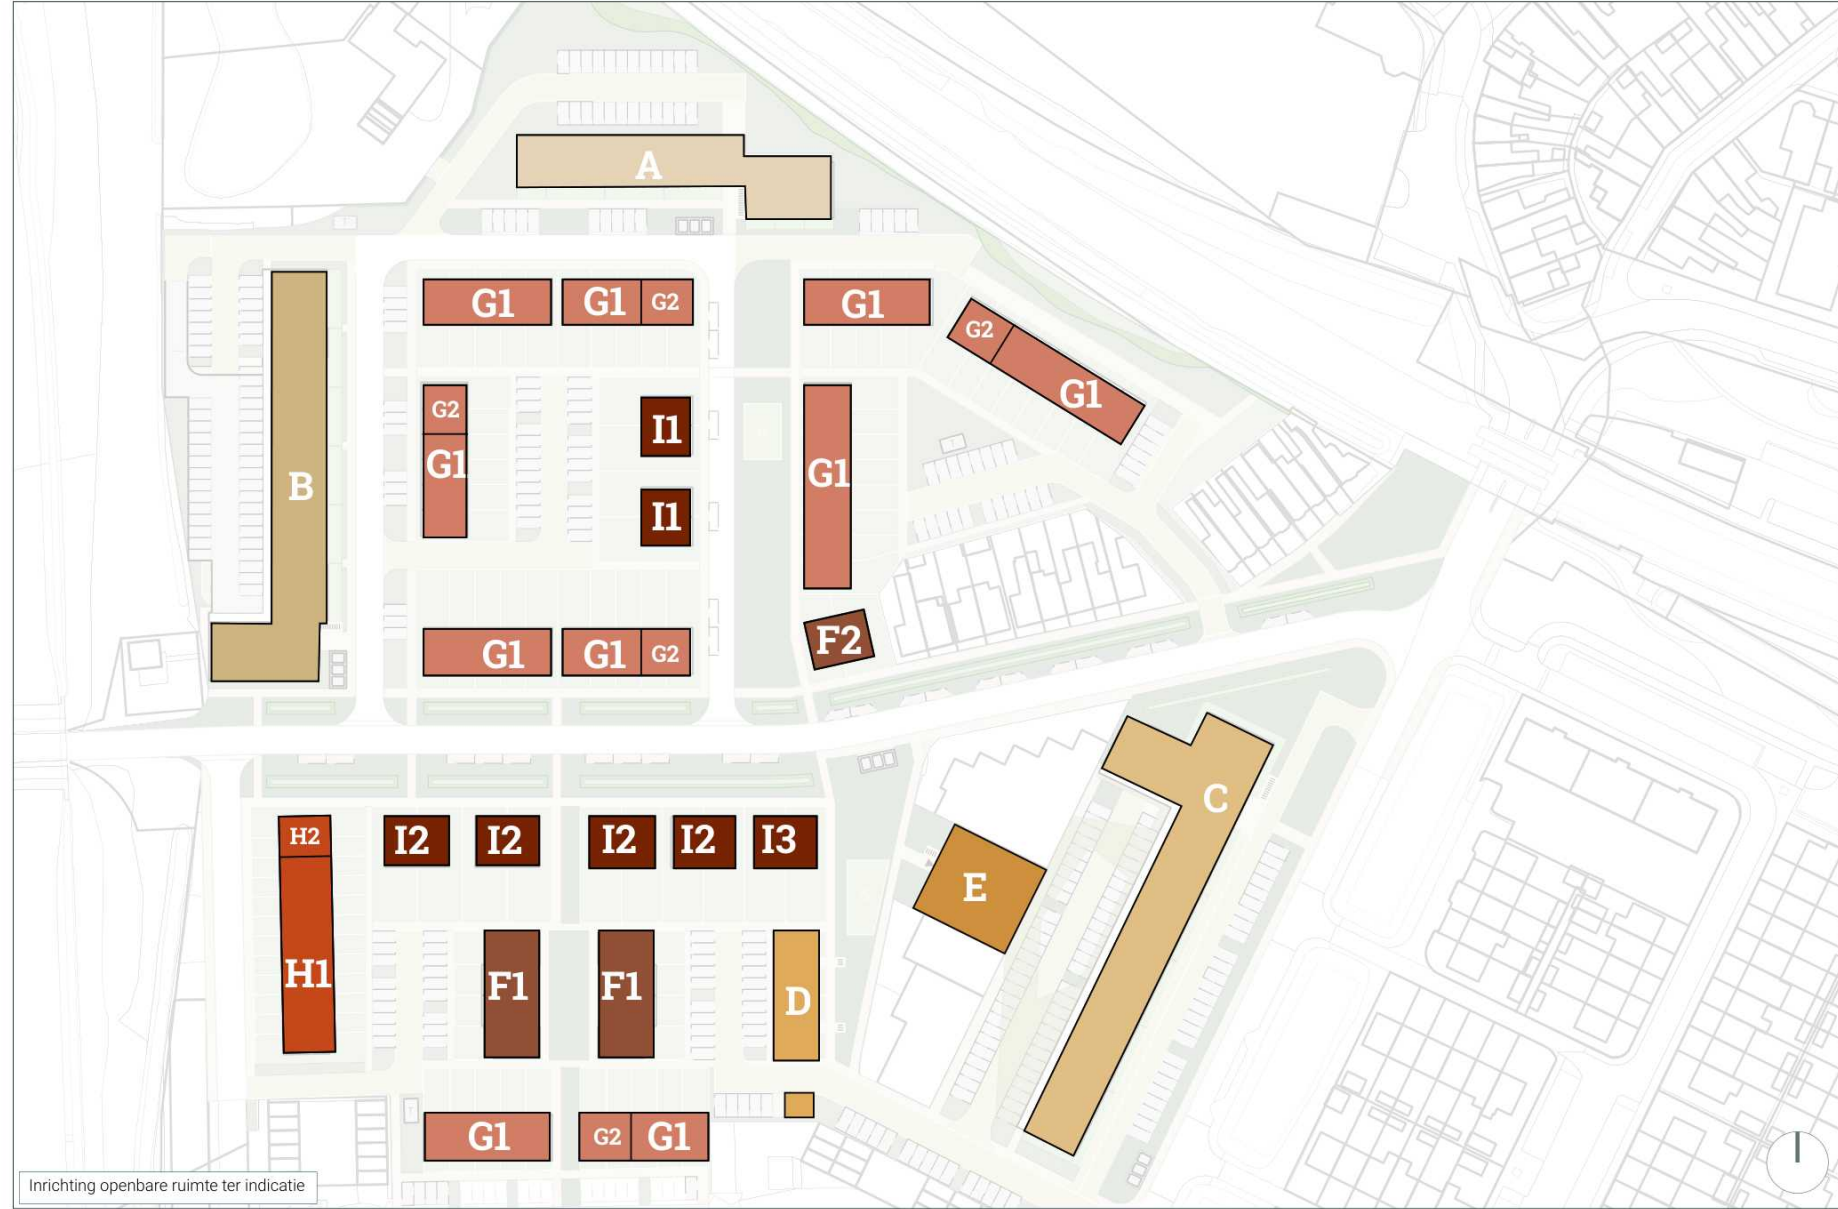 A
G1
G1 G2
G1
G2
G1
G2
G1
I1
I1
B
G1
F2
G1
G1 G2
C
H2
H1
I2
I2
I2
I2
I3
E
F1
F1
D
G1
G2 G1
Inrichting openbare ruimte ter indicatie